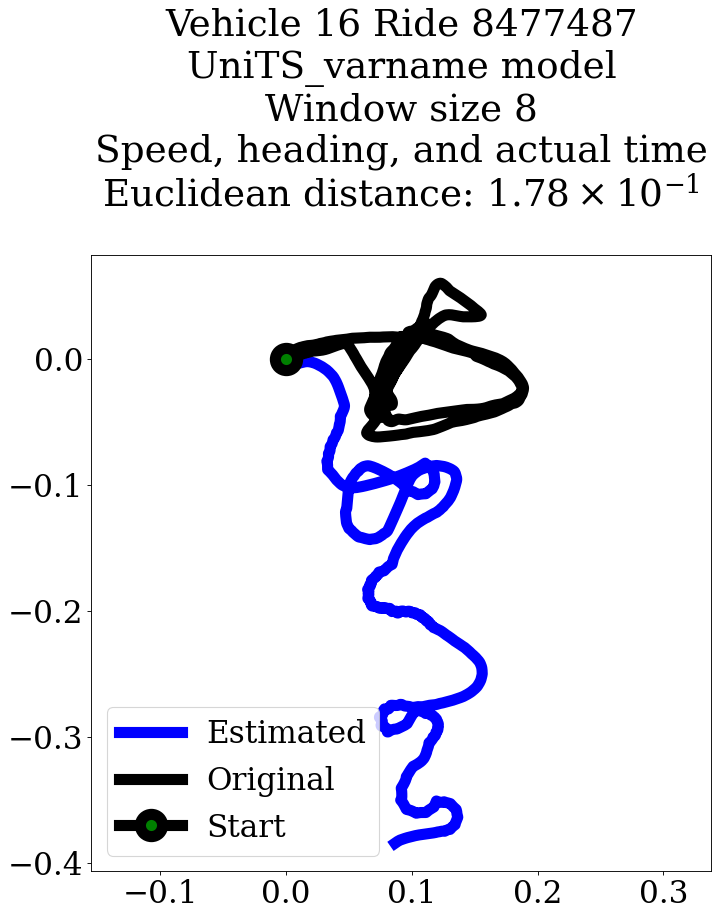 Vehicle 16 Ride 8477487
UniTS_varname model
Window size 8
Speed, heading, and actual time
Euclidean distance: 1.78 × 10⁻¹
0.0
−0.1
−0.2
−0.3
−0.4
Estimated
Original
Start
−0.1 0.0 0.1 0.2 0.3